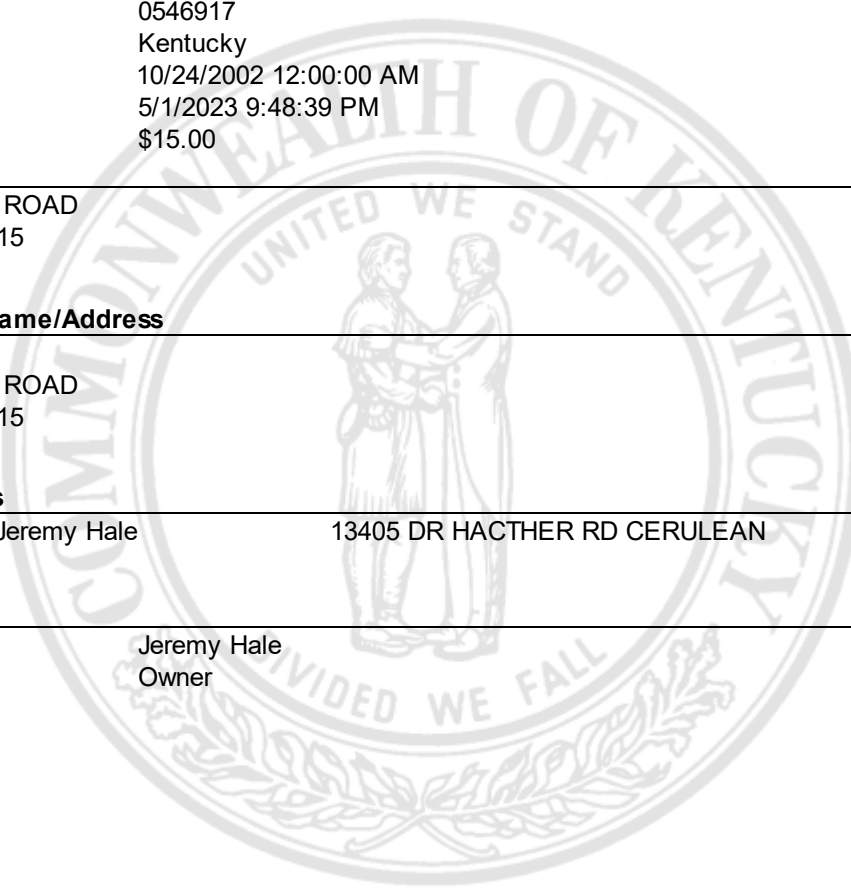 0546917
Kentucky
10/24/2002 12:00:00 AM
5/1/2023 9:48:39 PM
$15.00
ROAD
15
ame/Address
ROAD
15
s
Jeremy Hale 13405 DR HACTHER RD CERULEAN
Jeremy Hale
Owner
COMMONWEALTH OF KENTUCKY
UNITED WE STAND
DIVIDED WE FALL